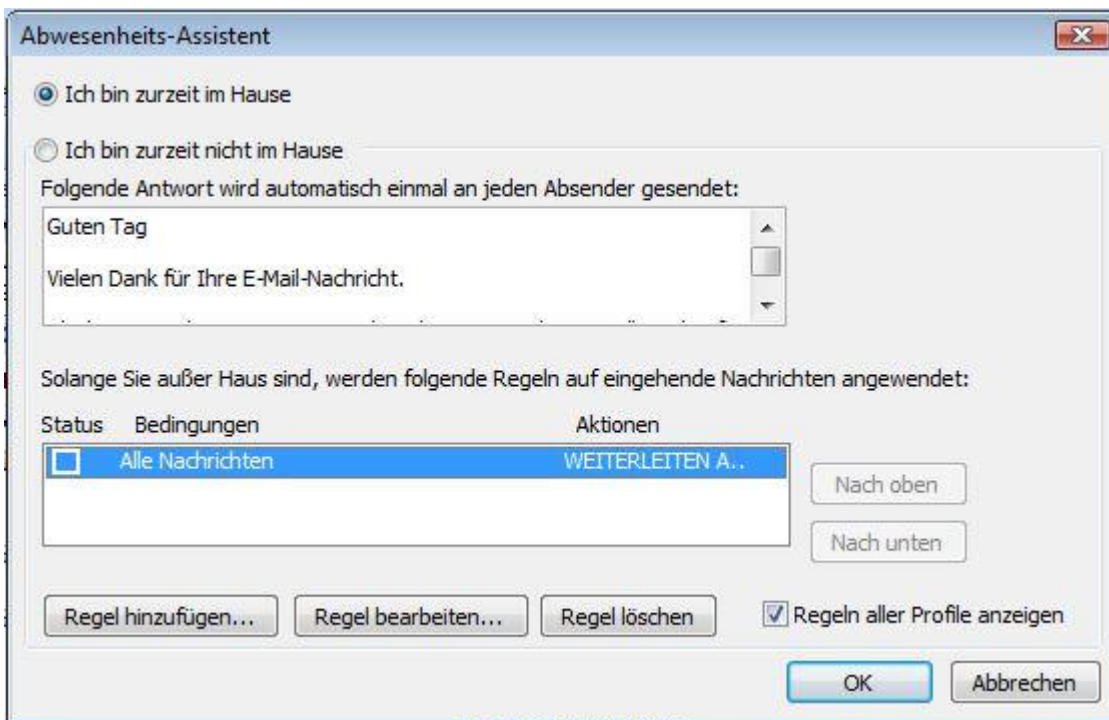 Abwesenheits-Assistent
Ich bin zurzeit im Hause
Ich bin zurzeit nicht im Hause
Folgende Antwort wird automatisch einmal an jeden Absender gesendet:
Guten Tag
Vielen Dank für Ihre E-Mail-Nachricht.
Solange Sie außer Haus sind, werden folgende Regeln auf eingehende Nachrichten angewendet:
Status Bedingungen Aktionen
Alle Nachrichten WEITERLEITEN A..
Nach oben
Nach unten
Regel hinzufügen... Regel bearbeiten... Regel löschen Regeln aller Profile anzeigen
OK Abbrechen